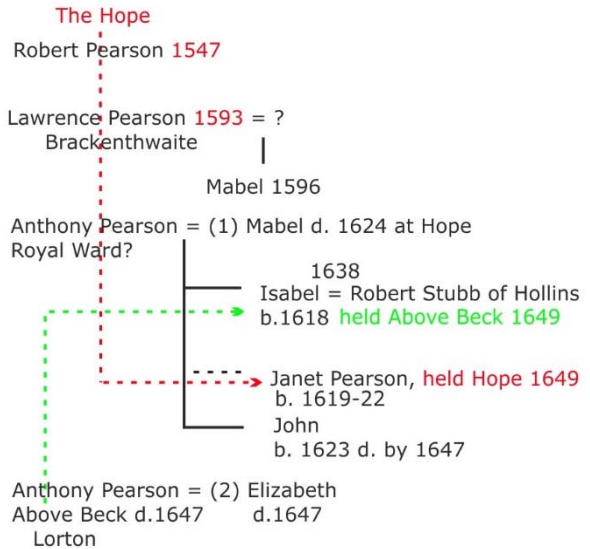 The Hope
Robert Pearson 1547
Lawrence Pearson 1593 = ?
Brackenthwaite
Mabel 1596
Anthony Pearson = (1) Mabel d. 1624 at Hope
Royal Ward?
1638
Isabel = Robert Stubb of Hollins
b.1618 held Above Beck 1649
Janet Pearson, held Hope 1649
b. 1619-22
John
b. 1623 d. by 1647
Anthony Pearson = (2) Elizabeth
Above Beck d.1647 d.1647
Lorton